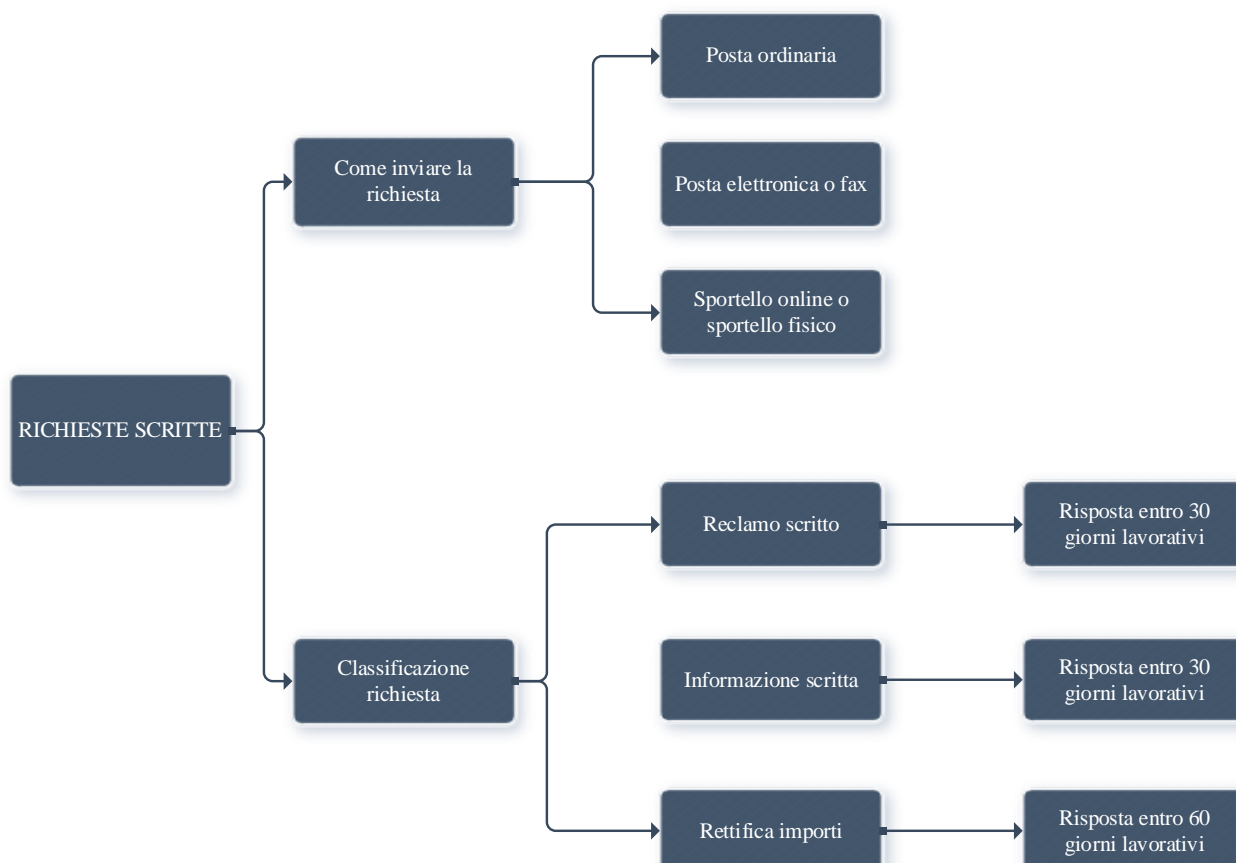 Posta ordinaria
Come inviare la
richiesta
Posta elettronica o fax
Sportello online o
sportello fisico
RICHIESTE SCRITTE
Reclamo scritto
Risposta entro 30
giorni lavorativi
Classificazione
richiesta
Informazione scritta
Risposta entro 30
giorni lavorativi
Rettifica importi
Risposta entro 60
giorni lavorativi